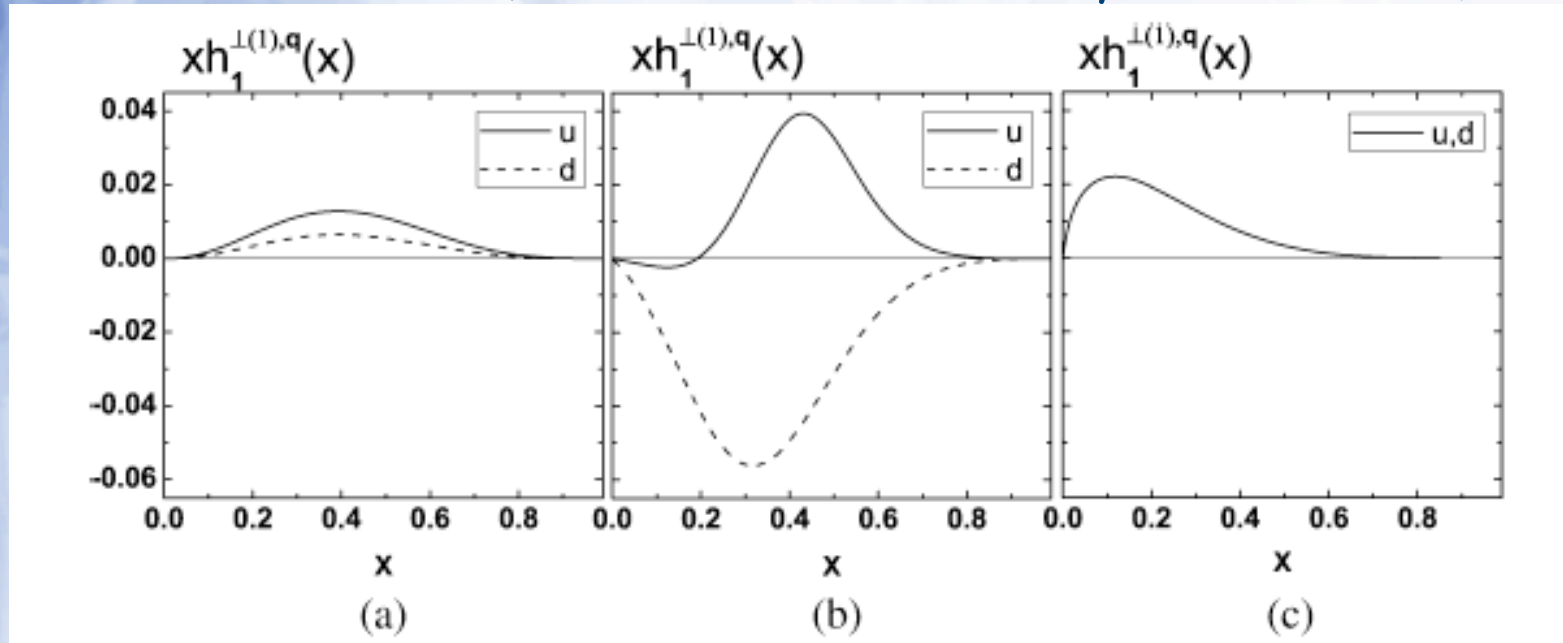 xh₁^⊥(1),q(x) xh₁^⊥(1),q(x) xh₁^⊥(1),q(x)
0.04
0.02
0.00
-0.02
-0.04
-0.06
u
d
u
d
u,d
0.0 0.2 0.4 0.6 0.8 0.0 0.2 0.4 0.6 0.8 0.0 0.2 0.4 0.6 0.8
x x x
(a) (b) (c)